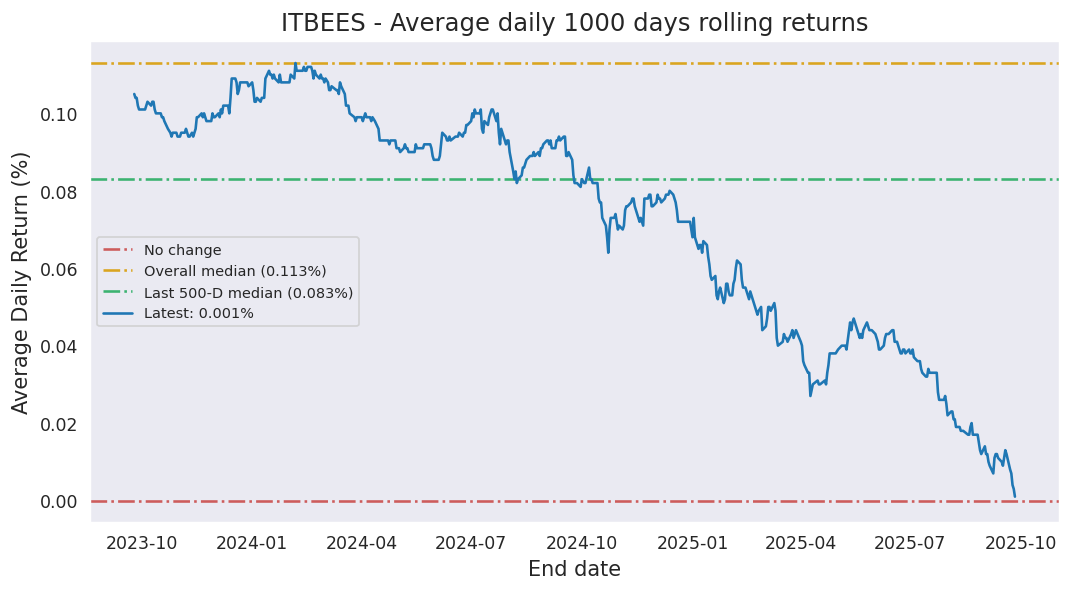 ITBEES - Average daily 1000 days rolling returns
Average Daily Return (%)
0.10
0.08
0.06
0.04
0.02
0.00
No change
Overall median (0.113%)
Last 500-D median (0.083%)
Latest: 0.001%
2023-10 2024-01 2024-04 2024-07 2024-10 2025-01 2025-04 2025-07 2025-10
End date